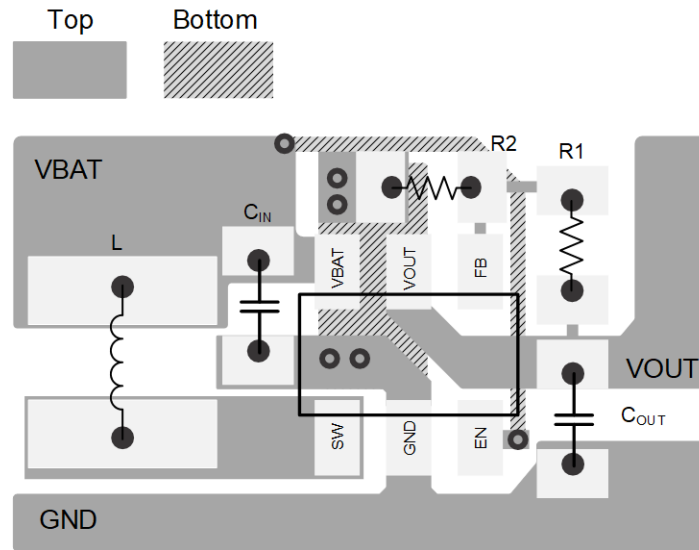 Top Bottom
R2
R1
VBAT
CIN
L
VBAT
VOUT
FB
VOUT
COUT
SW
GND
EN
GND